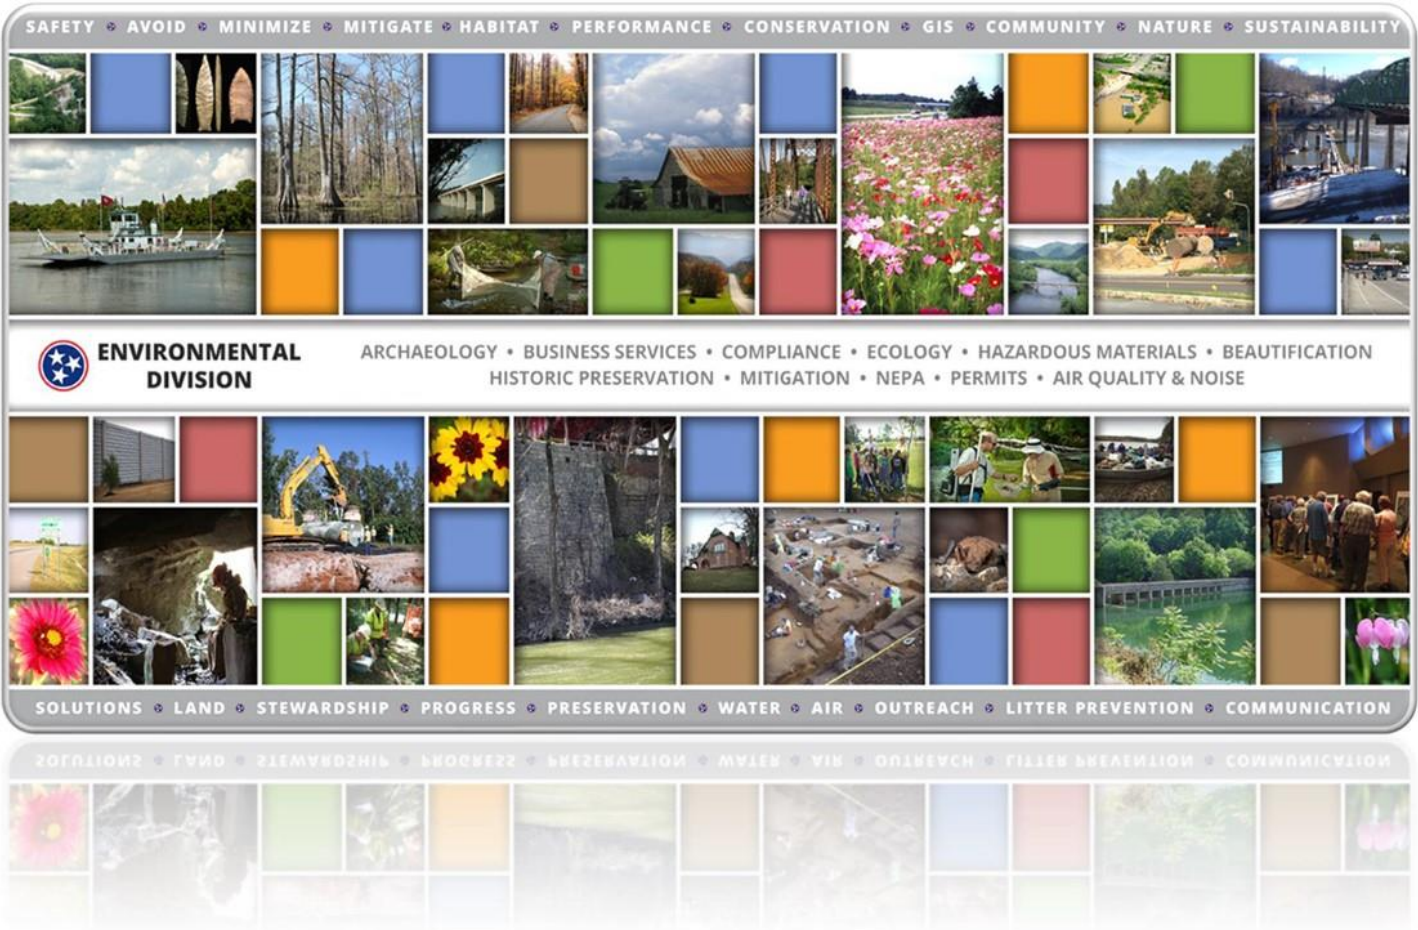 SAFETY AVOID MINIMIZE MITIGATE HABITAT PERFORMANCE CONSERVATION GIS COMMUNITY NATURE SUSTAINABILITY
ENVIRONMENTAL
DIVISION
ARCHAEOLOGY • BUSINESS SERVICES • COMPLIANCE • ECOLOGY • HAZARDOUS MATERIALS • BEAUTIFICATION
HISTORIC PRESERVATION • MITIGATION • NEPA • PERMITS • AIR QUALITY & NOISE
SOLUTIONS LAND STEWARDSHIP PROGRESS PRESERVATION WATER AIR OUTREACH LITTER PREVENTION COMMUNICATION